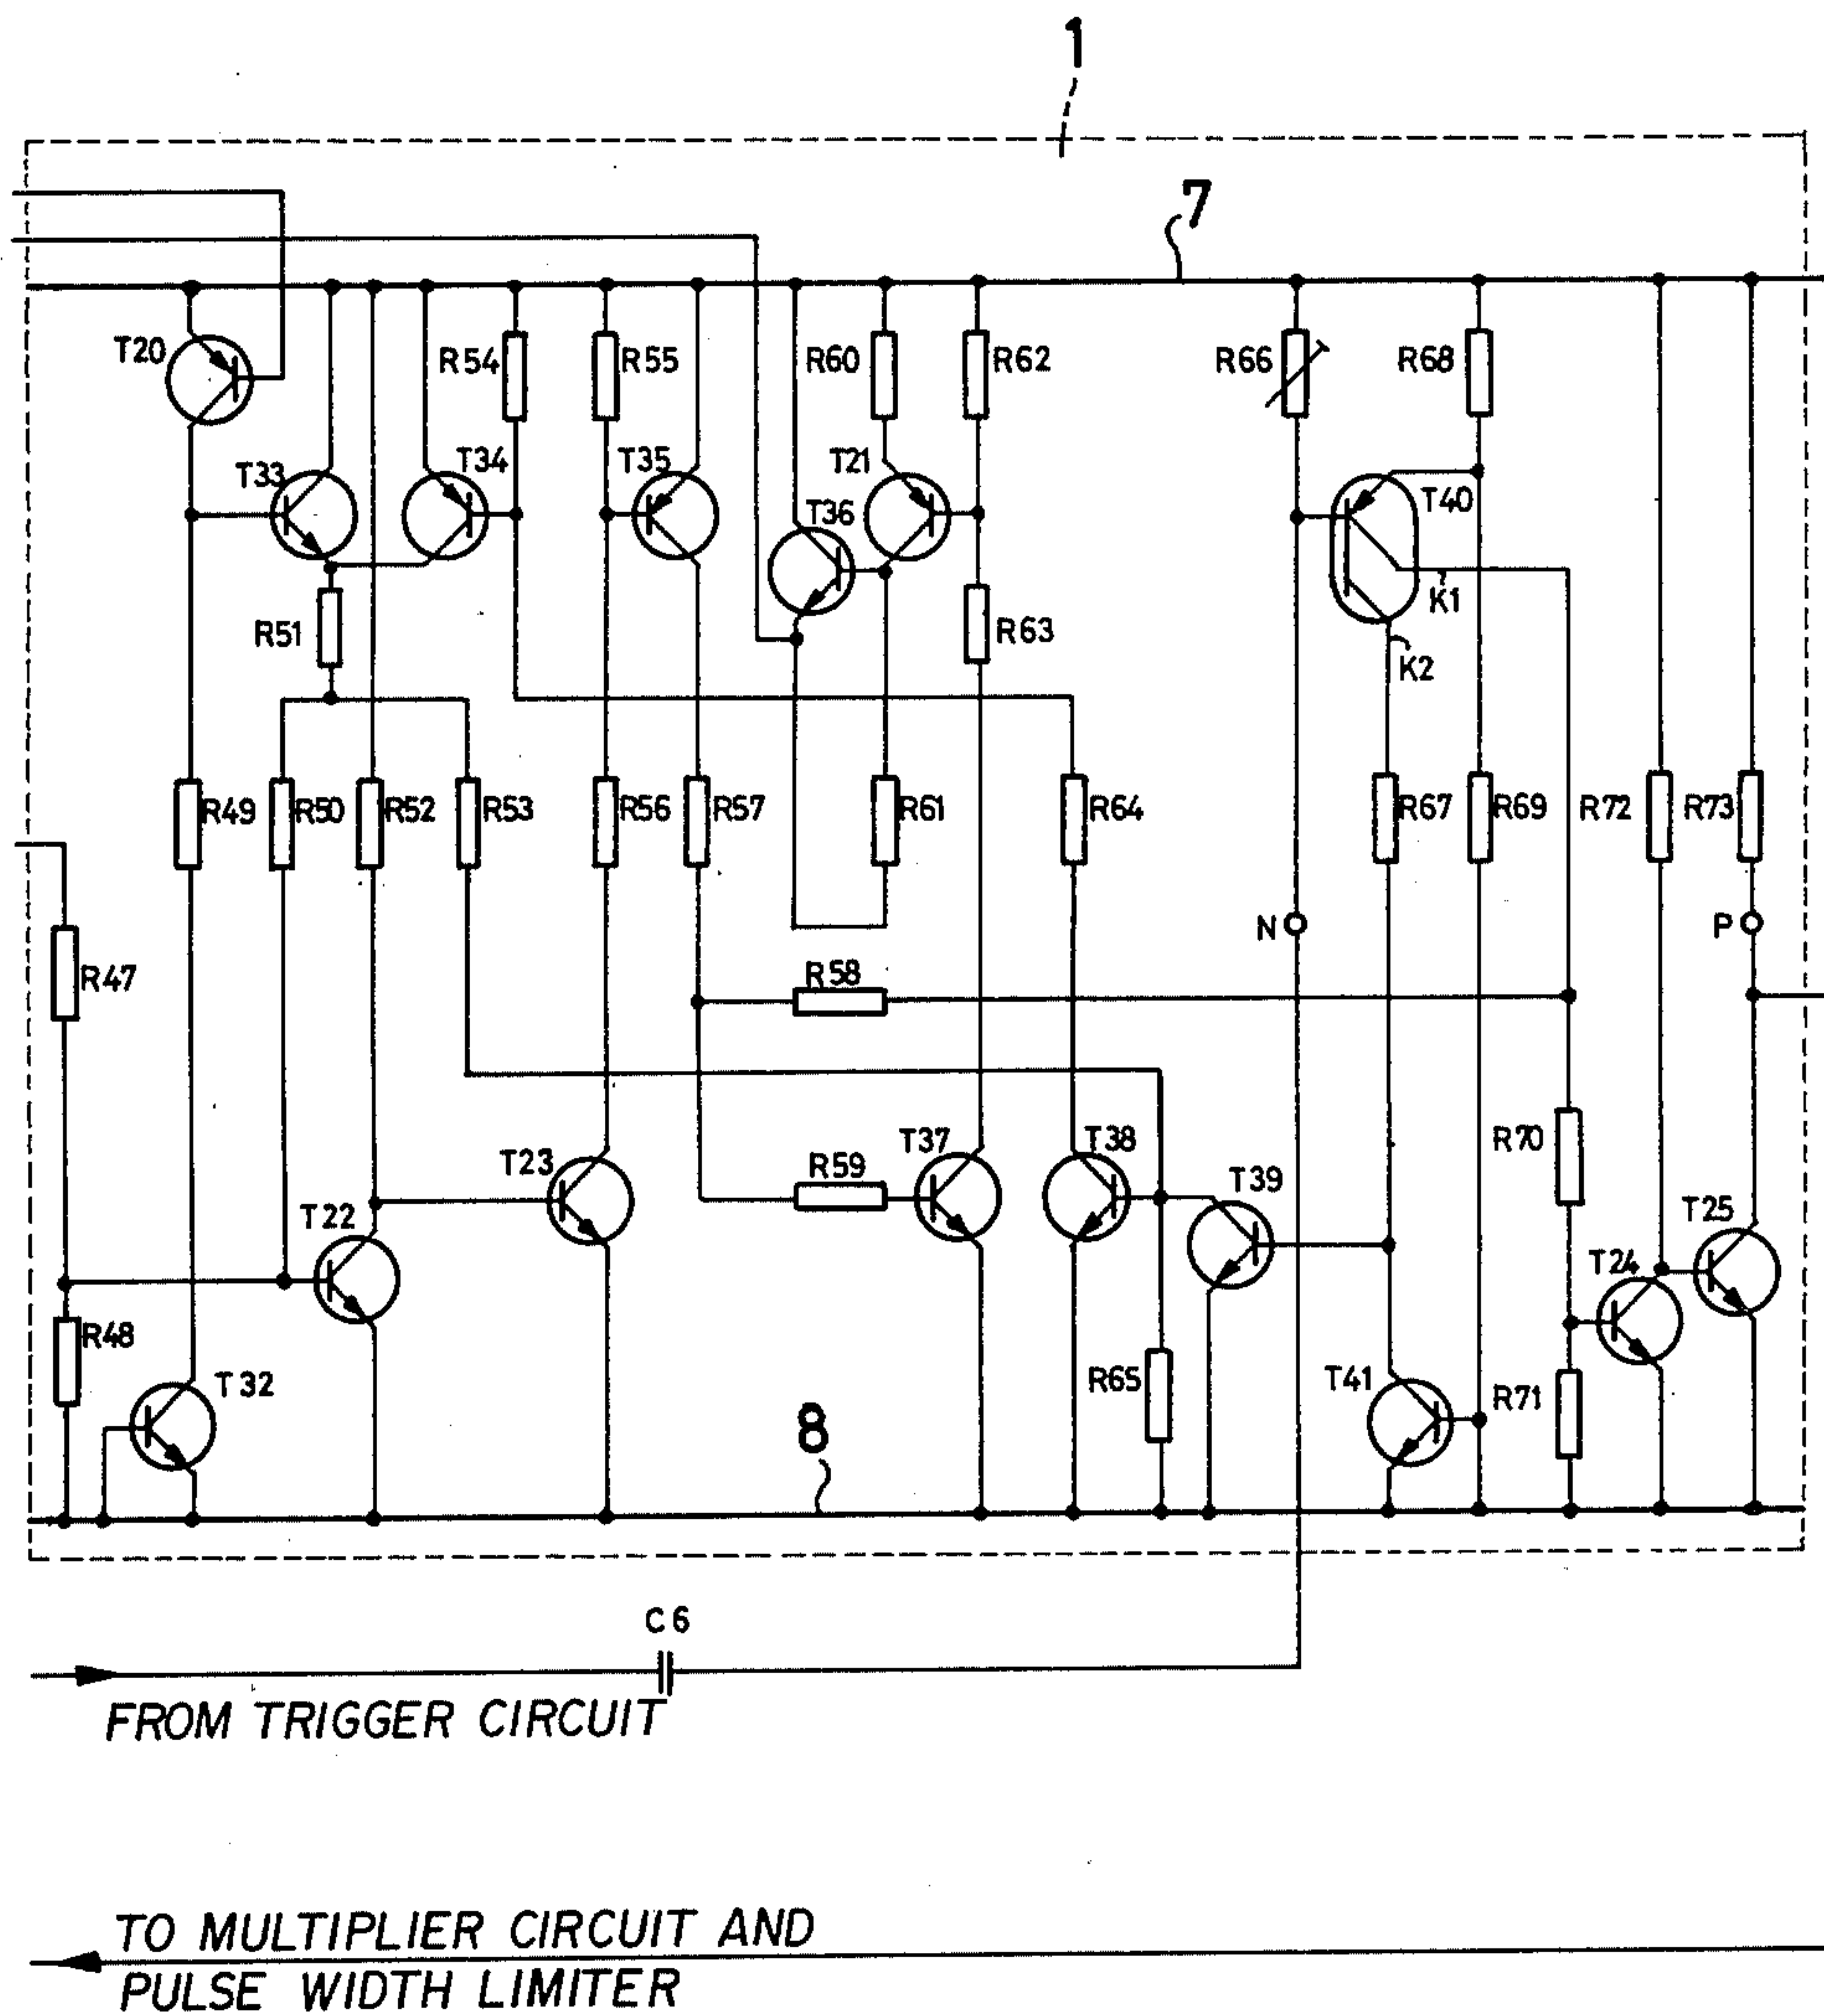 1
7
T20
R54
R55
R60
R62
R66
R68
T33
T34
T35
T21
T36
T40
K1
R51
R63
K2
R49
R50
R52
R53
R56
R57
R61
R64
R67
R69
R72
R73
N
P
R47
R58
R70
T37
T38
T23
R59
T39
T22
T25
T24
R48
T32
R65
T41
R71
8
C6
FROM TRIGGER CIRCUIT
TO MULTIPLIER CIRCUIT AND
PULSE WIDTH LIMITER